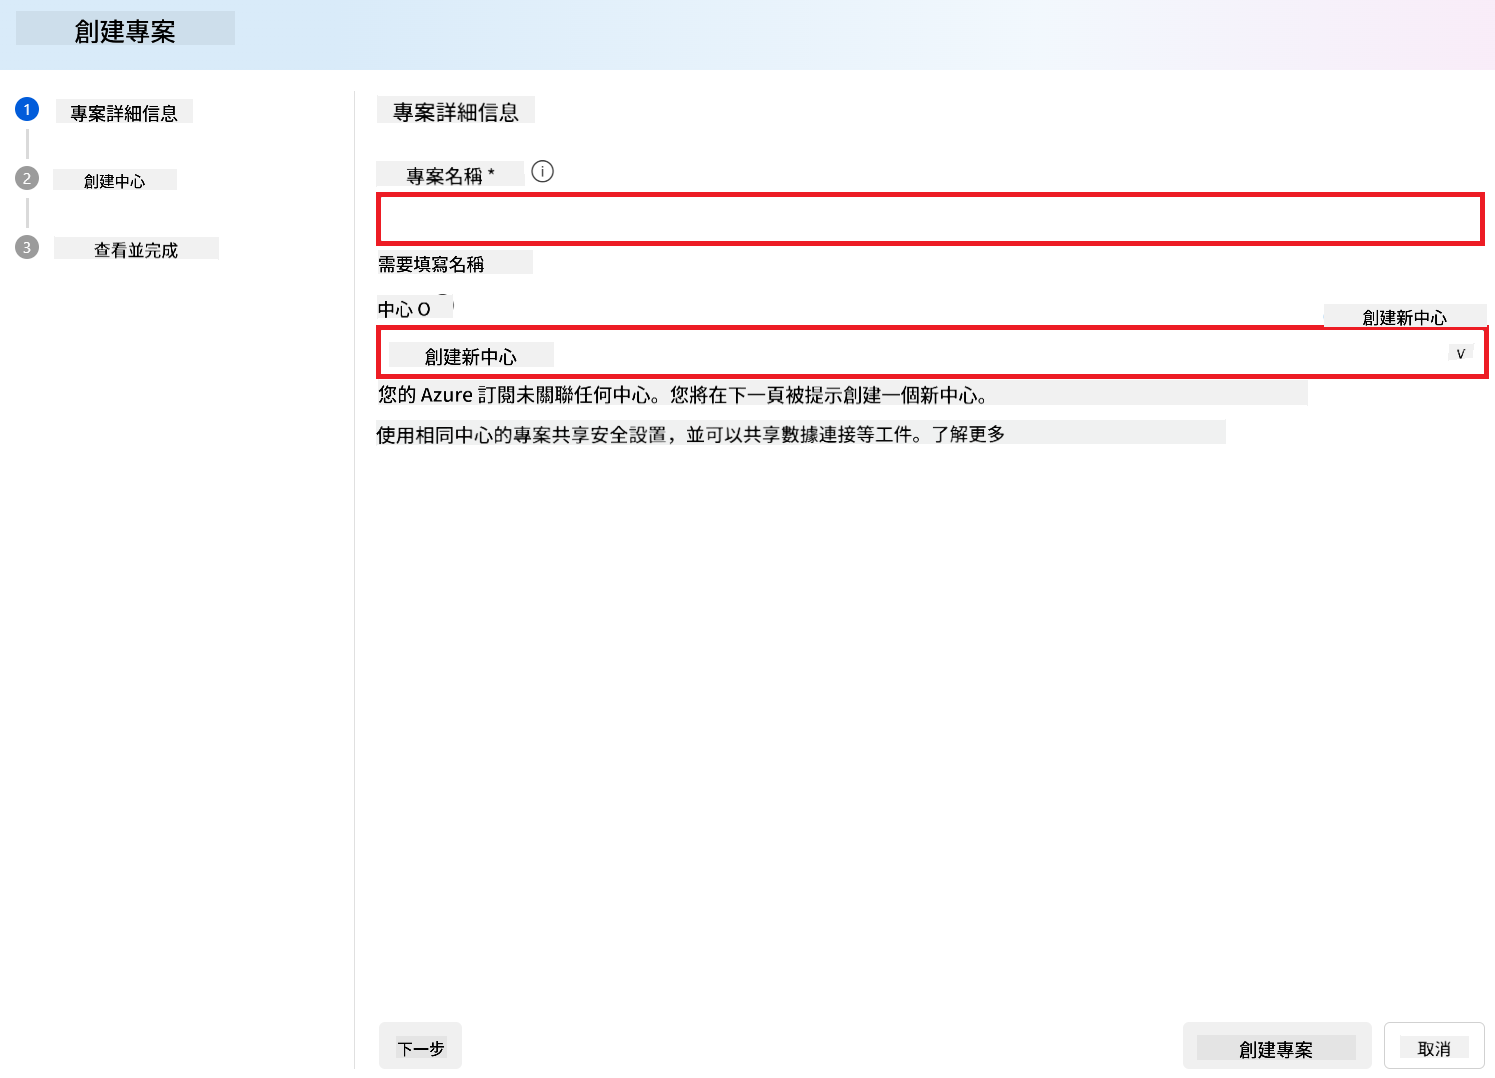 創建專案
1 專案詳細信息
2 創建中心
3 查看並完成
專案詳細信息
專案名稱 *
需要填寫名稱
中心 O
創建新中心
創建新中心
v
您的 Azure 訂閱未關聯任何中心。您將在下一頁被提示創建一個新中心。
使用相同中心的專案共享安全設置，並可以共享數據連接等工件。了解更多
下一步
創建專案
取消